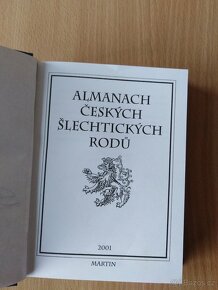 ALMANACH
ČESKÝCH
ŠLECHTICKÝCH
RODŮ
2001
MARTIN